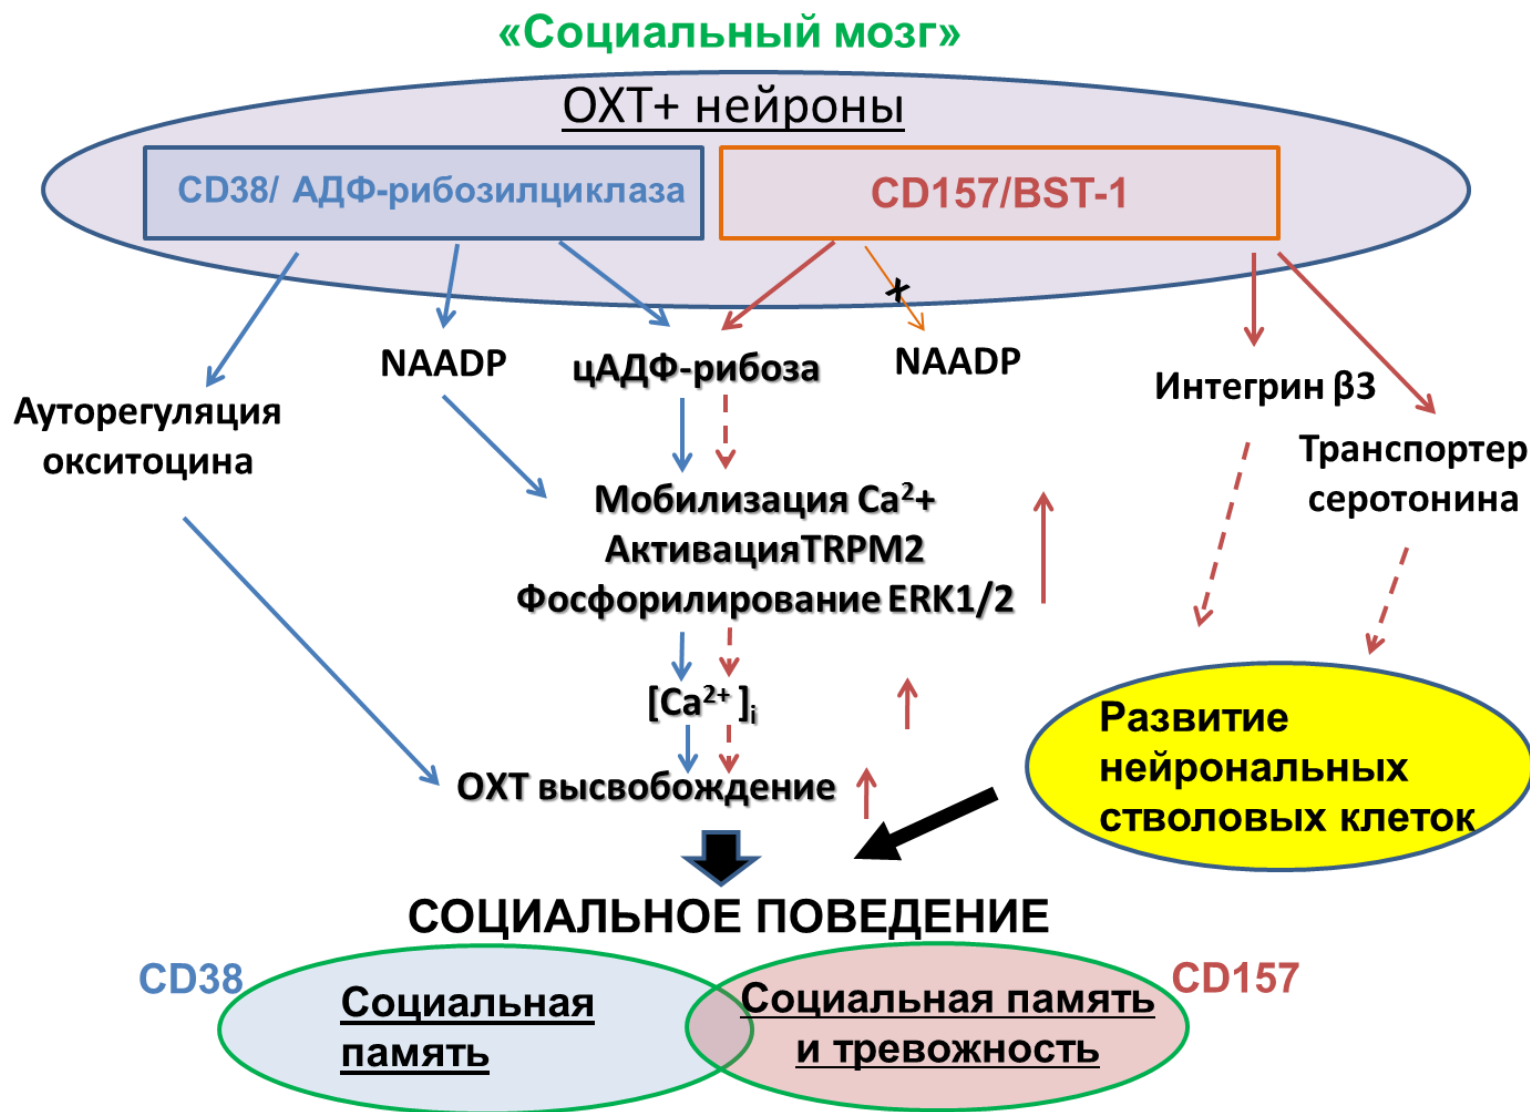 «Социальный мозг»
ОХТ+ нейроны
CD38/ АДФ-рибозилциклаза
CD157/BST-1
x
NAADP
цАДФ-рибоза
NAADP
Интегрин β3
Ауторегуляция
окситоцина
Транспортер
серотонина
Мобилизация Ca²+
АктивацияTRPM2
Фосфорилирование ERK1/2
[Ca²⁺ ]ᵢ
ОХТ высвобождение
Развитие
нейрональных
стволовых клеток
СОЦИАЛЬНОЕ ПОВЕДЕНИЕ
CD38
CD157
Социальная
память
Социальная память
и тревожность